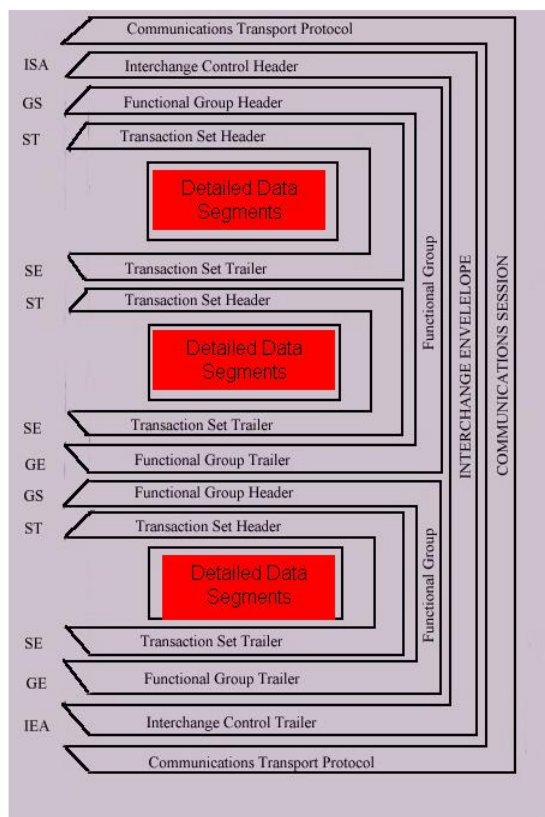 Communications Transport Protocol
ISA Interchange Control Header
GS Functional Group Header
ST Transaction Set Header
Detailed Data
Segments
SE Transaction Set Trailer
ST Transaction Set Header
Detailed Data
Segments
SE Transaction Set Trailer
GE Functional Group Trailer
GS Functional Group Header
ST Transaction Set Header
Detailed Data
Segments
SE Transaction Set Trailer
GE Functional Group Trailer
IEA Interchange Control Trailer
Communications Transport Protocol
Functional Group
Functional Group
INTERCHANGE ENVELELOPE
COMMUNICATIONS SESSION